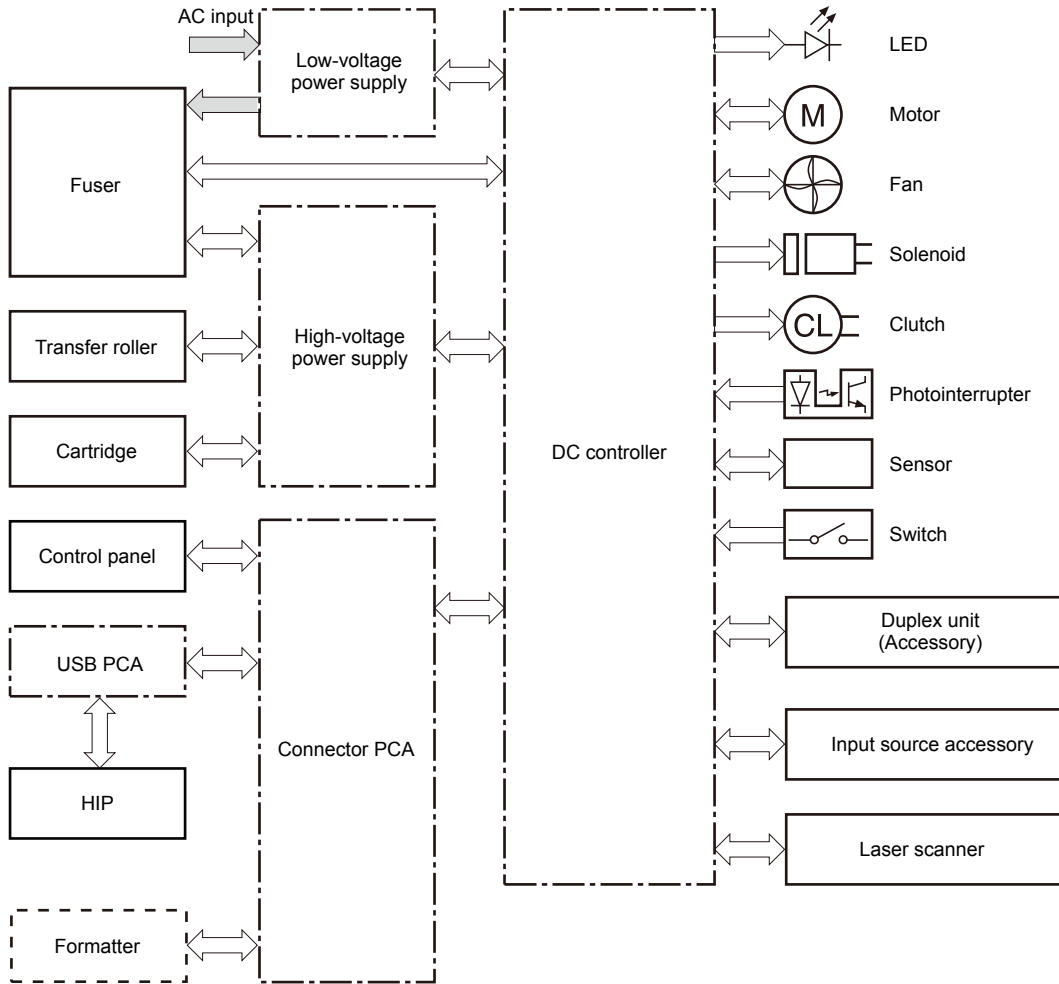 AC input
Low-voltage
power supply
Fuser
High-voltage
power supply
Transfer roller
Cartridge
Control panel
USB PCA
HIP
Connector PCA
Formatter
DC controller
LED
M
Motor
Fan
Solenoid
CL
Clutch
Photointerrupter
Sensor
Switch
Duplex unit
(Accessory)
Input source accessory
Laser scanner